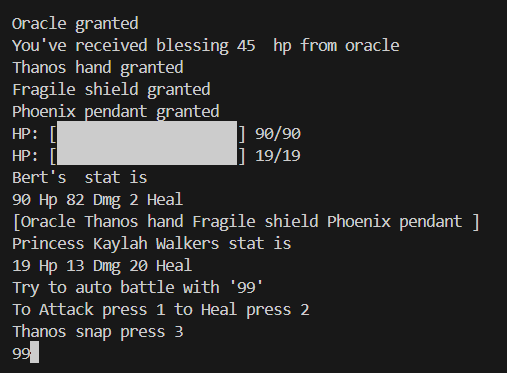 Oracle granted
You've received blessing 45  hp from oracle
Thanos hand granted
Fragile shield granted
Phoenix pendant granted
HP: [                    ] 90/90
HP: [                    ] 19/19
Bert's  stat is
90 Hp 82 Dmg 2 Heal
[Oracle Thanos hand Fragile shield Phoenix pendant ]
Princess Kaylah Walkers stat is
19 Hp 13 Dmg 20 Heal
Try to auto battle with '99'
To Attack press 1 to Heal press 2
Thanos snap press 3
99